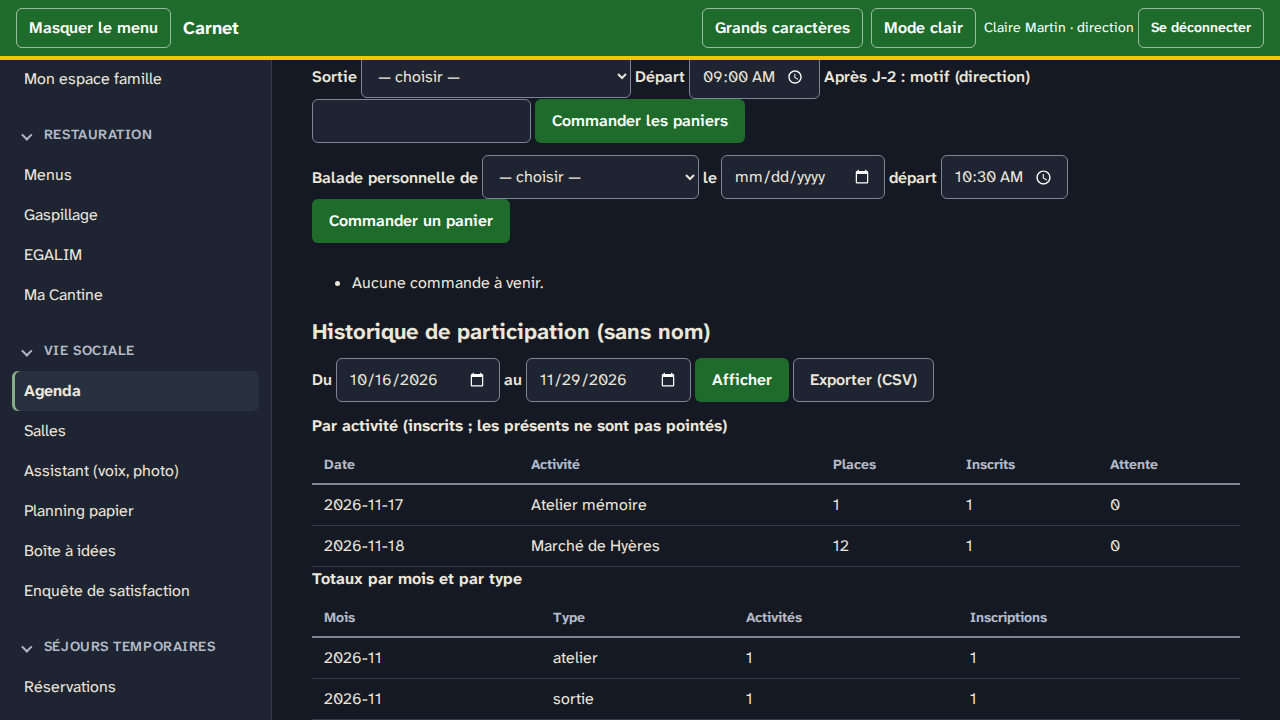 Masquer le menu Carnet Grands caractères Mode clair Claire Martin · direction Se déconnecter
Mon espace famille
RESTAURATION
Menus
Gaspillage
EGALIM
Ma Cantine
VIE SOCIALE
Agenda
Salles
Assistant (voix, photo)
Planning papier
Boîte à idées
Enquête de satisfaction
SÉJOURS TEMPORAIRES
Réservations
Sortie — choisir — Départ 09:00 AM Après J-2 : motif (direction)
Commander les paniers
Balade personnelle de — choisir — le mm/dd/yyyy départ 10:30 AM
Commander un panier
• Aucune commande à venir.
Historique de participation (sans nom)
Du 10/16/2026 au 11/29/2026 Afficher Exporter (CSV)
Par activité (inscrits ; les présents ne sont pas pointés)
Date Activité Places Inscrits Attente
2026-11-17 Atelier mémoire 1 1 0
2026-11-18 Marché de Hyères 12 1 0
Totaux par mois et par type
Mois Type Activités Inscriptions
2026-11 atelier 1 1
2026-11 sortie 1 1